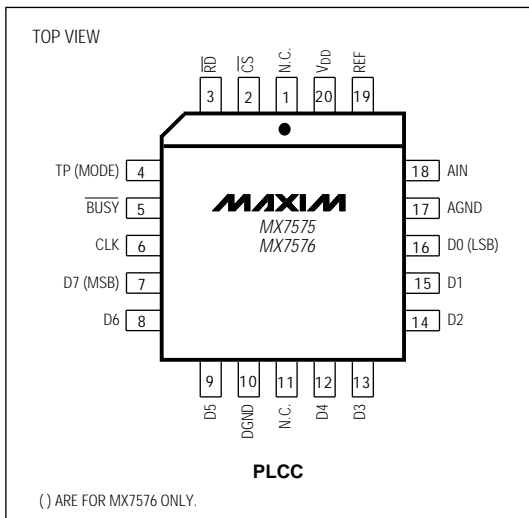 TOP VIEW
RD
CS
N.C.
VDD
REF
3
2
1
20
19
TP (MODE) 4
18 AIN
BUSY 5
17 AGND
CLK 6
16 D0 (LSB)
D7 (MSB) 7
15 D1
D6 8
14 D2
MAXIM
MX7575
MX7576
9
10
11
12
13
D5
DGND
N.C.
D4
D3
PLCC
( ) ARE FOR MX7576 ONLY.